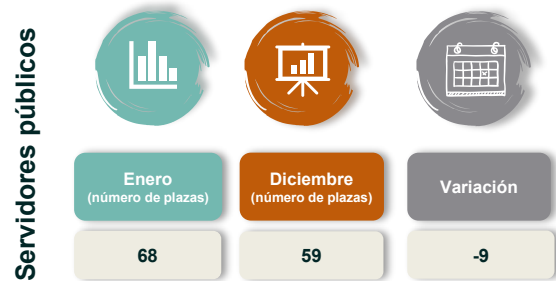 Servidores públicos
Enero
(número de plazas)
Diciembre
(número de plazas)
Variación
68
59
-9